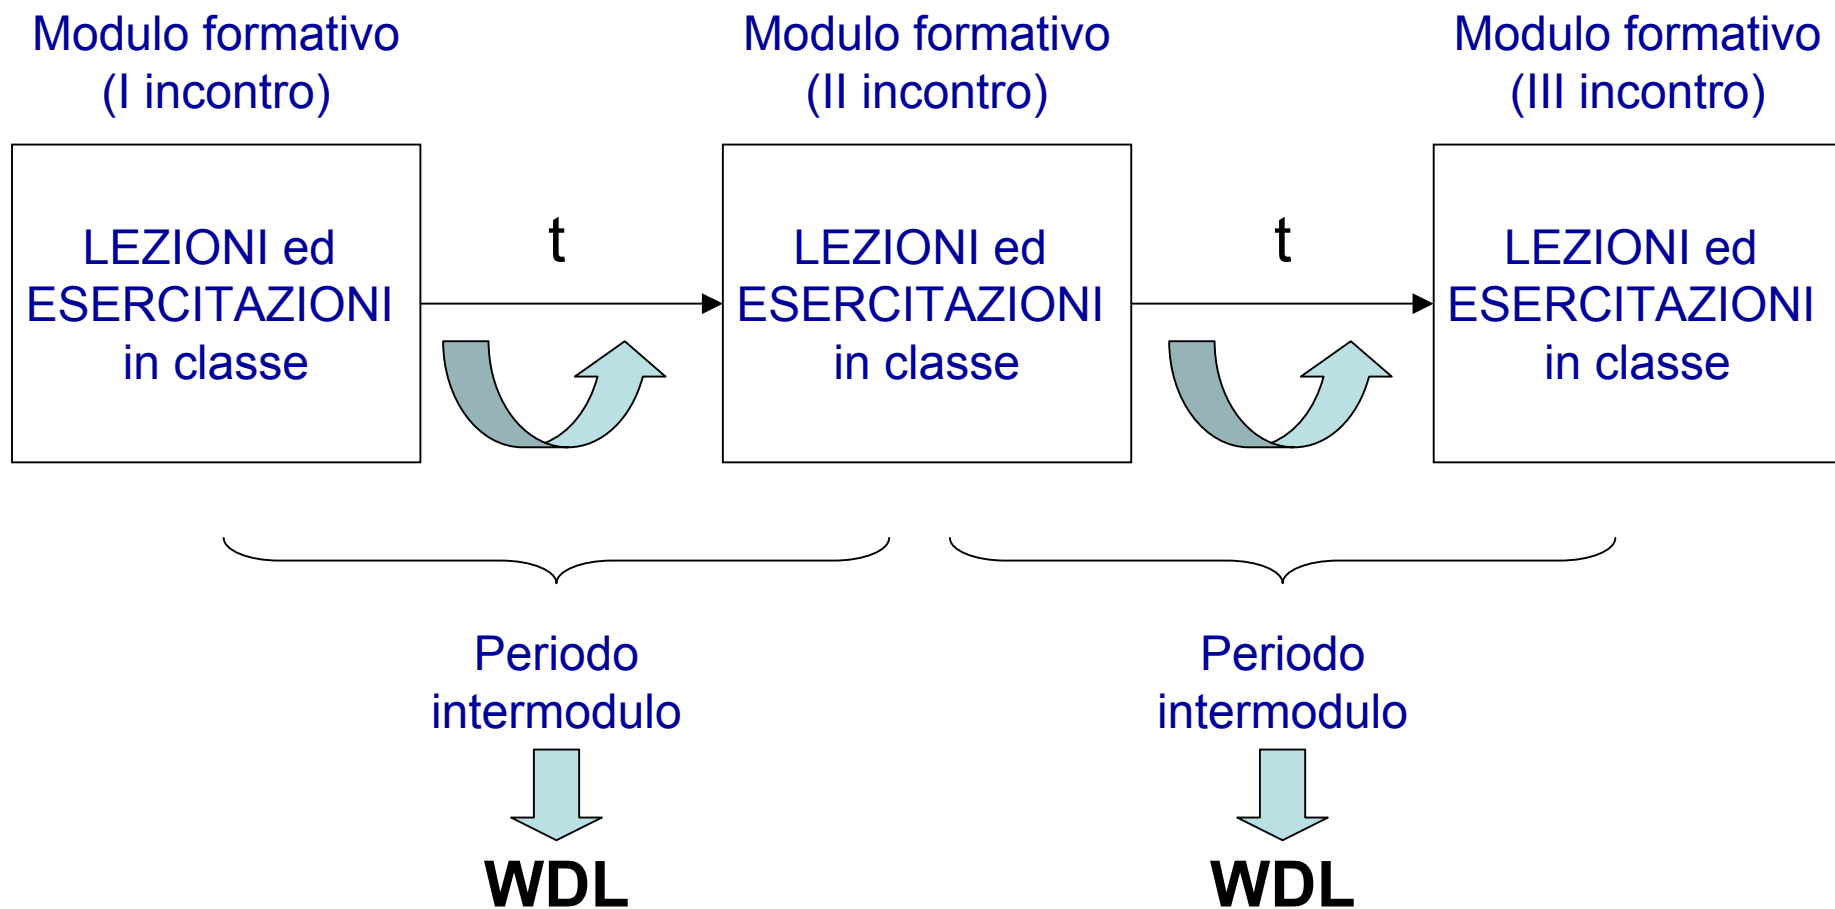 Modulo formativo
(I incontro)
Modulo formativo
(II incontro)
Modulo formativo
(III incontro)
LEZIONI ed
ESERCITAZIONI
in classe
t
LEZIONI ed
ESERCITAZIONI
in classe
t
LEZIONI ed
ESERCITAZIONI
in classe
Periodo
intermodulo
Periodo
intermodulo
WDL
WDL